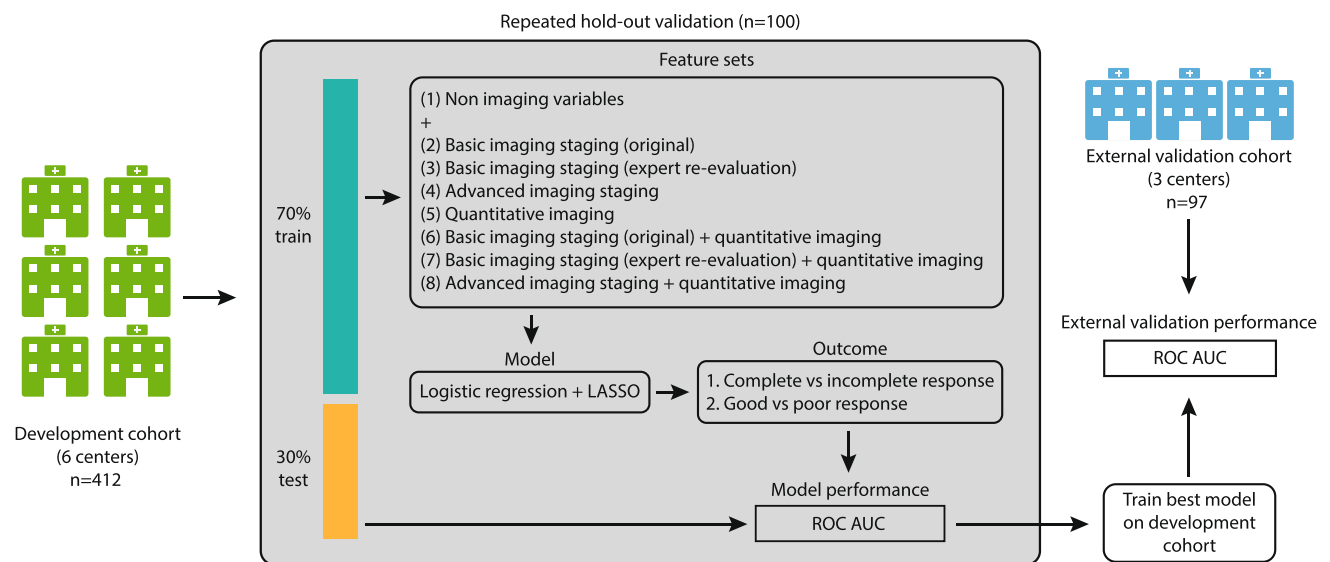 Repeated hold-out validation (n=100)
Feature sets
(1) Non imaging variables
+
(2) Basic imaging staging (original)
(3) Basic imaging staging (expert re-evaluation)
(4) Advanced imaging staging
(5) Quantitative imaging
(6) Basic imaging staging (original) + quantitative imaging
(7) Basic imaging staging (expert re-evaluation) + quantitative imaging
(8) Advanced imaging staging + quantitative imaging
70%
train
30%
test
Development cohort
(6 centers)
n=412
Model
Logistic regression + LASSO
Outcome
1. Complete vs incomplete response
2. Good vs poor response
Model performance
ROC AUC
External validation cohort
(3 centers)
n=97
External validation performance
ROC AUC
Train best model
on development
cohort